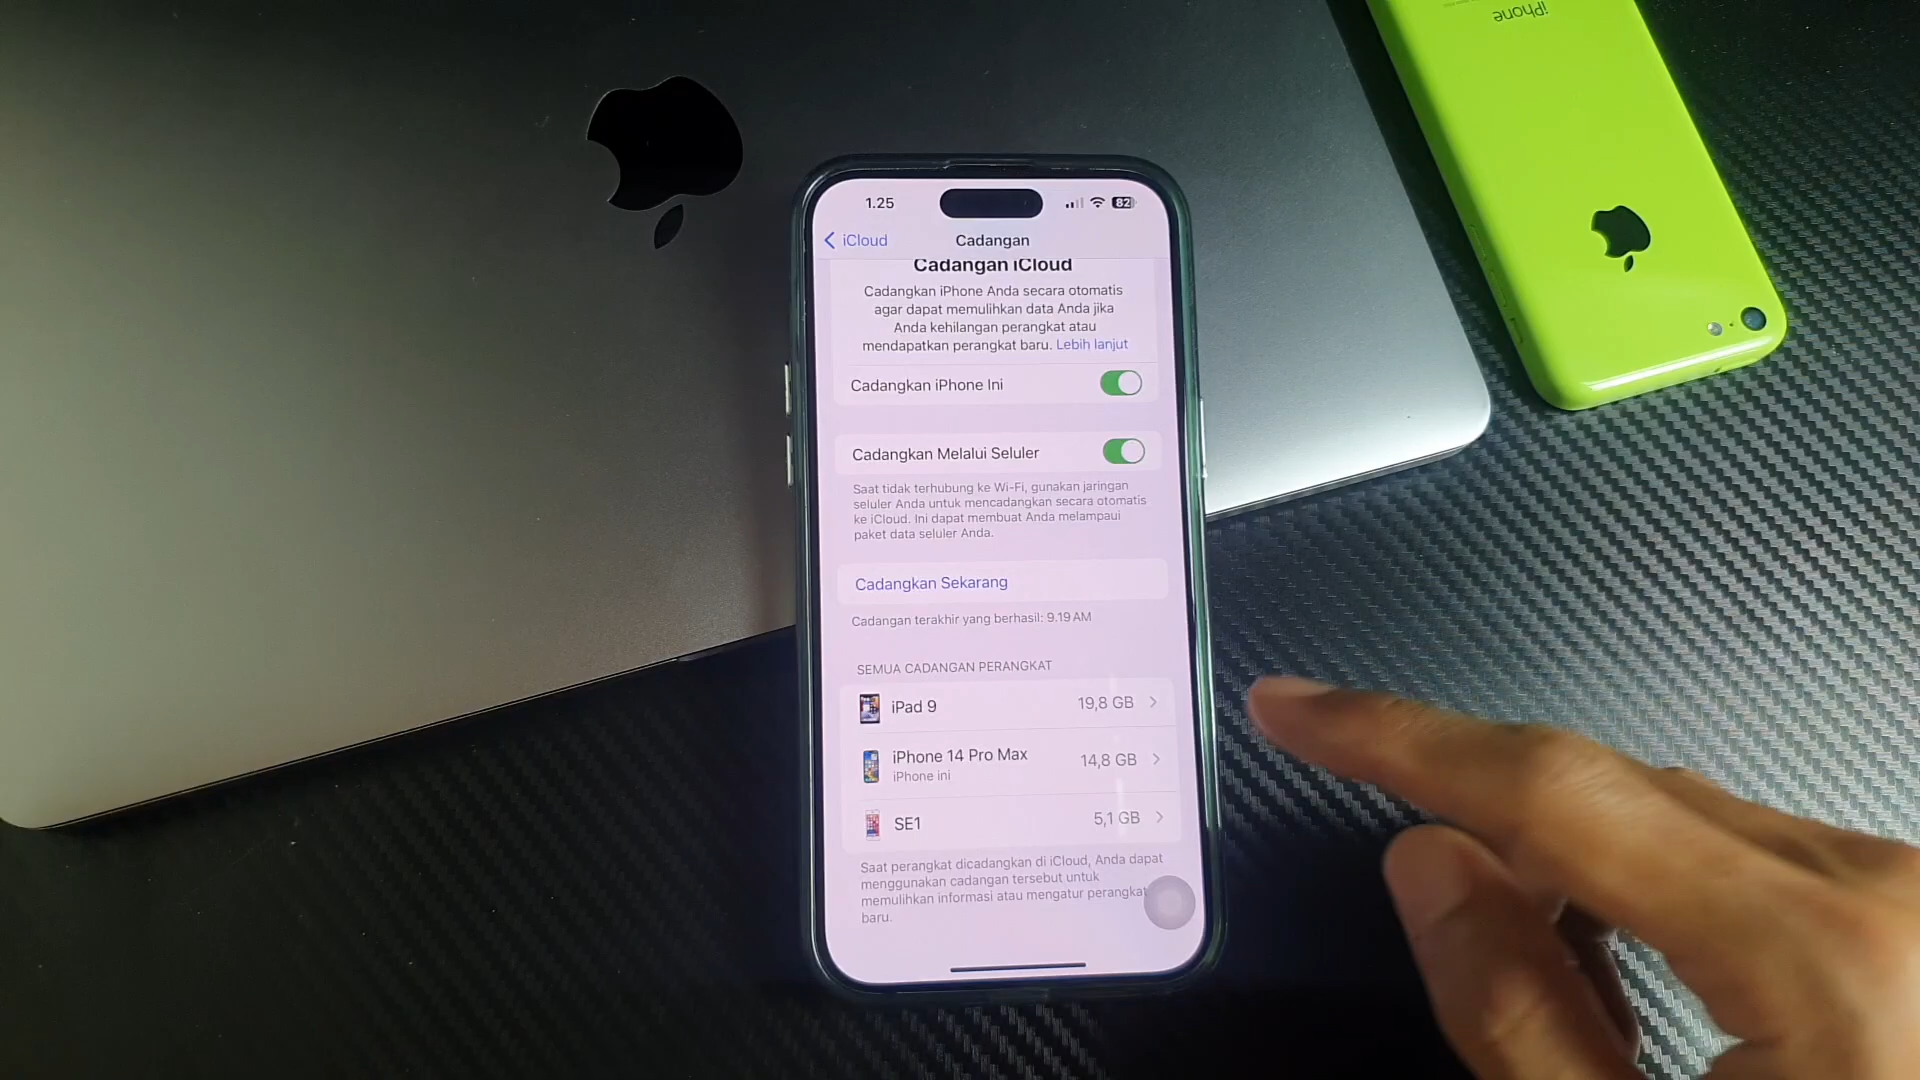 iPhone
1.25
82
iCloud
Cadangan
Cadangan iCloud
Cadangkan iPhone Anda secara otomatis
agar dapat memulihkan data Anda jika
Anda kehilangan perangkat atau
mendapatkan perangkat baru. Lebih lanjut
Cadangkan iPhone Ini
Cadangkan Melalui Seluler
Saat tidak terhubung ke Wi-Fi, gunakan jaringan
seluler Anda untuk mencadangkan secara otomatis
ke iCloud. Ini dapat membuat Anda melampaui
paket data seluler Anda.
Cadangkan Sekarang
Cadangan terakhir yang berhasil: 9.19 AM
SEMUA CADANGAN PERANGKAT
iPad 9 19,8 GB
iPhone 14 Pro Max 14,8 GB
iPhone ini
SE1 5,1 GB
Saat perangkat dicadangkan di iCloud, Anda dapat
menggunakan cadangan tersebut untuk
memulihkan informasi atau mengatur perangkat
baru.